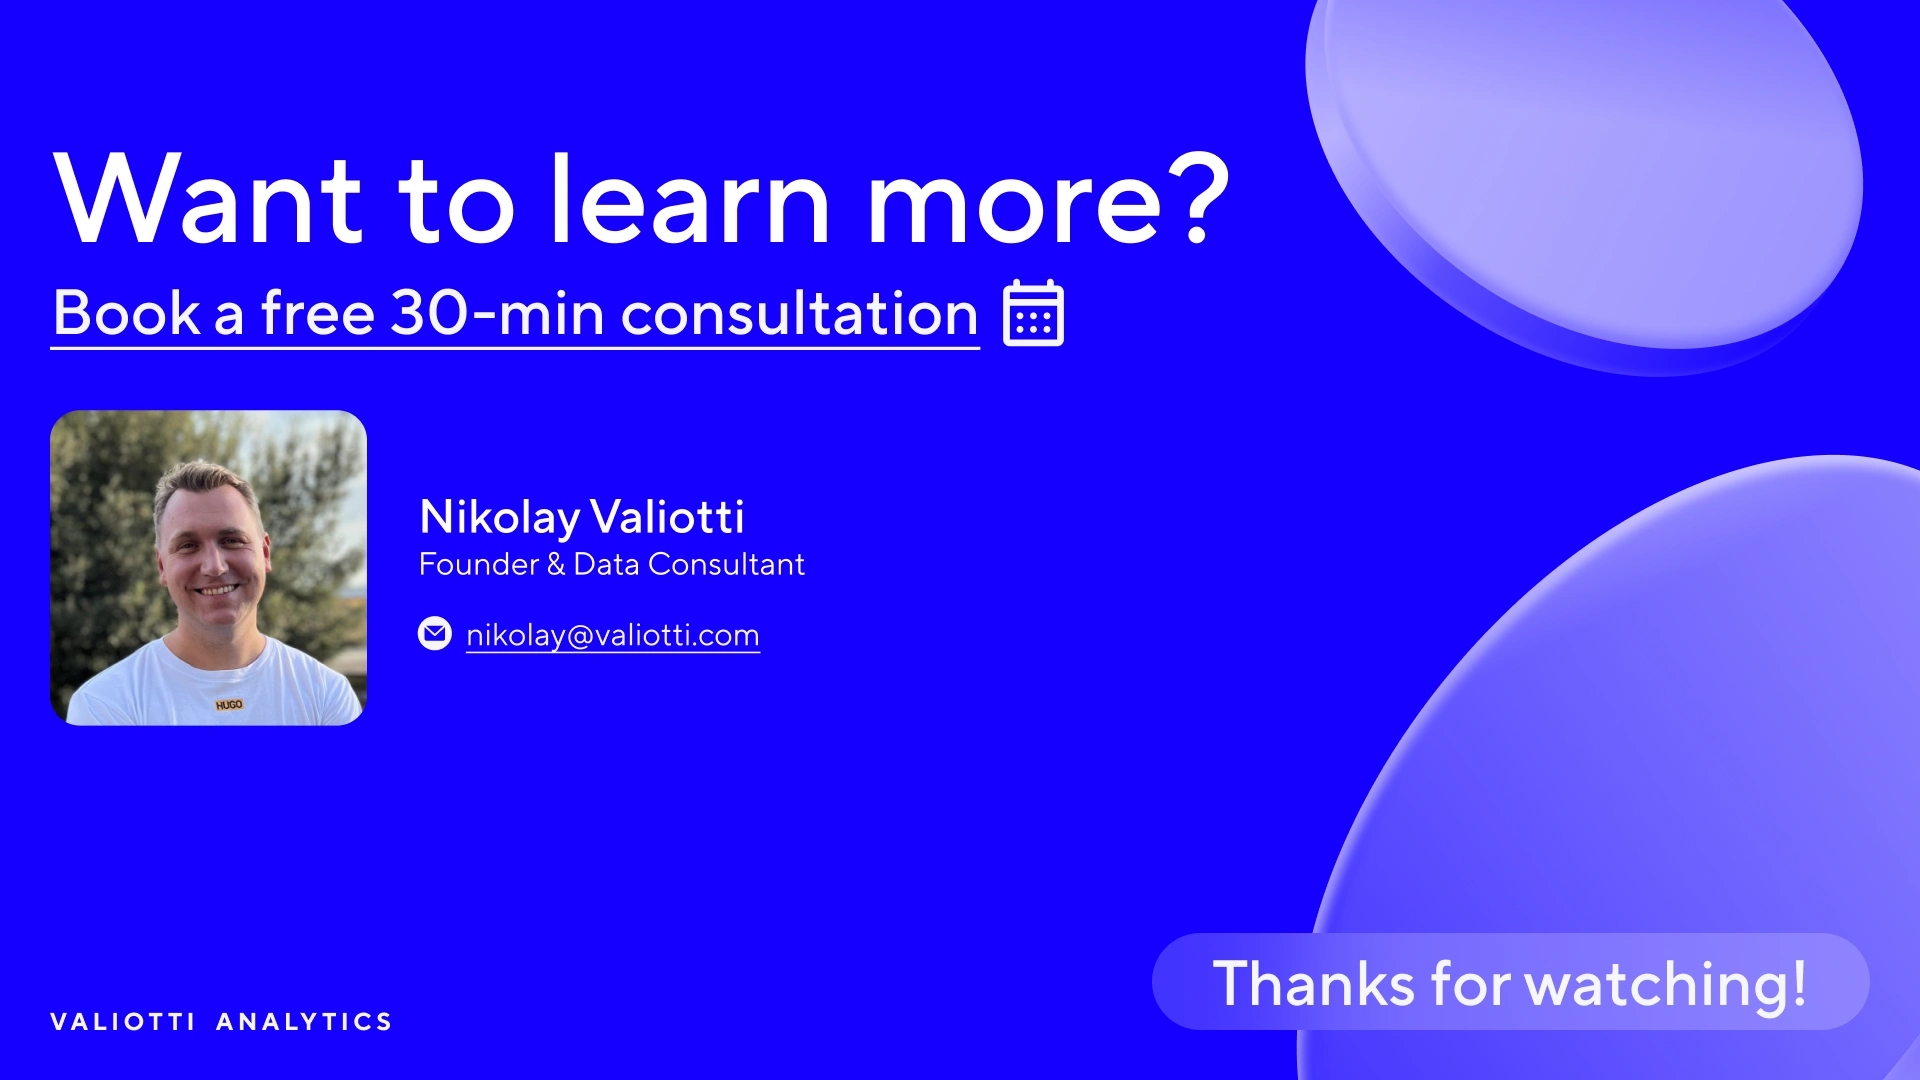 Want to learn more?
Book a free 30-min consultation
HUGO
Nikolay Valiotti
Founder & Data Consultant
nikolay@valiotti.com
Thanks for watching!
VALIOTTI ANALYTICS